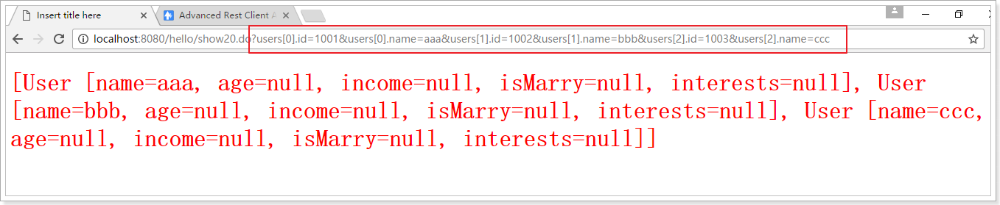 Insert title here
Advanced Rest Client A
localhost:8080/hello/show20.do?users[0].id=1001&users[0].name=aaa&users[1].id=1002&users[1].name=bbb&users[2].id=1003&users[2].name=ccc
[User [name=aaa, age=null, income=null, isMarry=null, interests=null], User
[name=bbb, age=null, income=null, isMarry=null, interests=null], User [name=ccc,
age=null, income=null, isMarry=null, interests=null]]